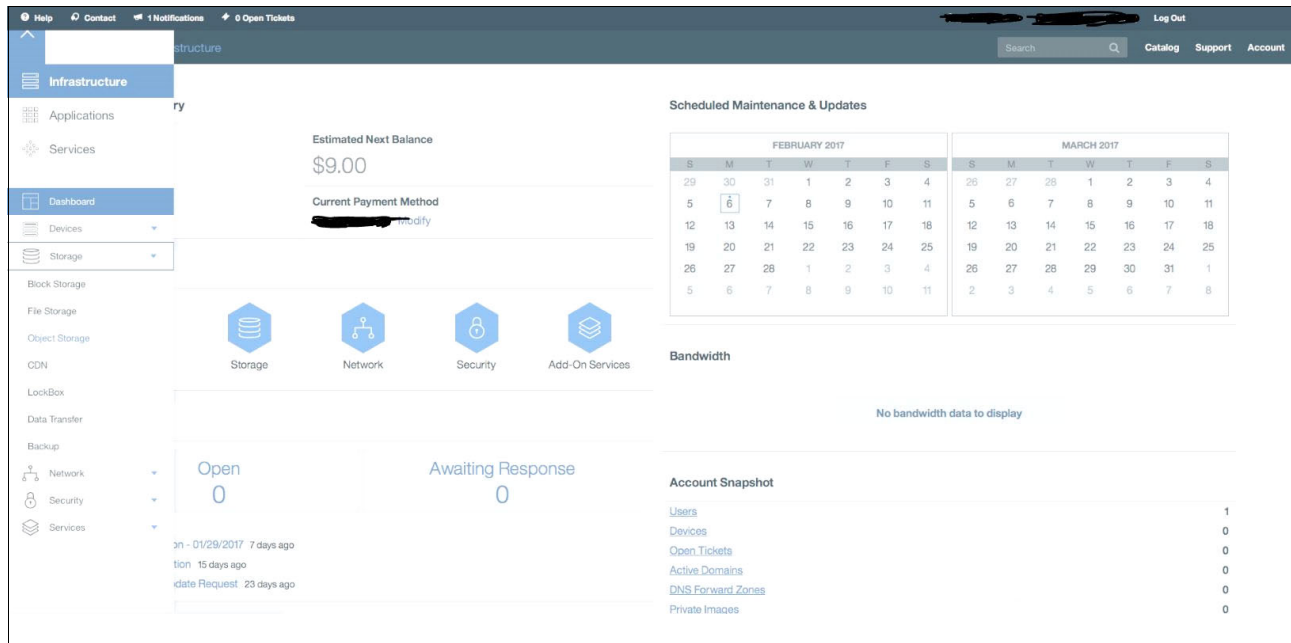 Help Contact 1 Notifications 0 Open Tickets Log Out
structure Search Catalog Support Account
Infrastructure
Applications
Services
Dashboard
Devices
Storage
Block Storage
File Storage
Object Storage
CDN
LockBox
Data Transfer
Backup
Network
Security
Services
ry
Estimated Next Balance
$9.00
Current Payment Method
Modify
Storage Network Security Add-On Services
Open
0
Awaiting Response
0
on - 01/29/2017 7 days ago
tion 15 days ago
date Request 23 days ago
Scheduled Maintenance & Updates
FEBRUARY 2017
S M T W T F S
29 30 31 1 2 3 4
5 6 7 8 9 10 11
12 13 14 15 16 17 18
19 20 21 22 23 24 25
26 27 28 1 2 3 4
5 6 7 8 9 10 11
MARCH 2017
S M T W T F S
26 27 28 1 2 3 4
5 6 7 8 9 10 11
12 13 14 15 16 17 18
19 20 21 22 23 24 25
26 27 28 29 30 31 1
2 3 4 5 6 7 8
Bandwidth
No bandwidth data to display
Account Snapshot
Users 1
Devices 0
Open Tickets 0
Active Domains 0
DNS Forward Zones 0
Private Images 0